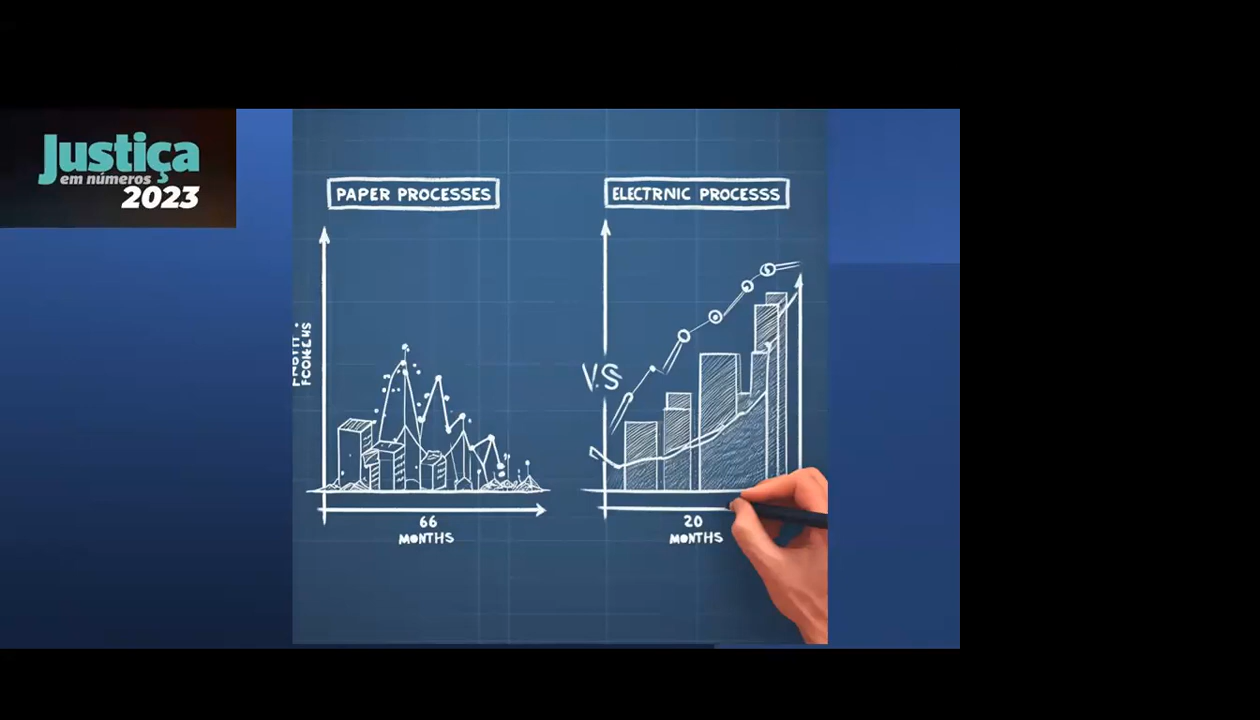 Justiça
em números
2023
PAPER PROCESSES
ELECTRNIC PROCESSS
VS
66
MONTHS
20
MONTHS